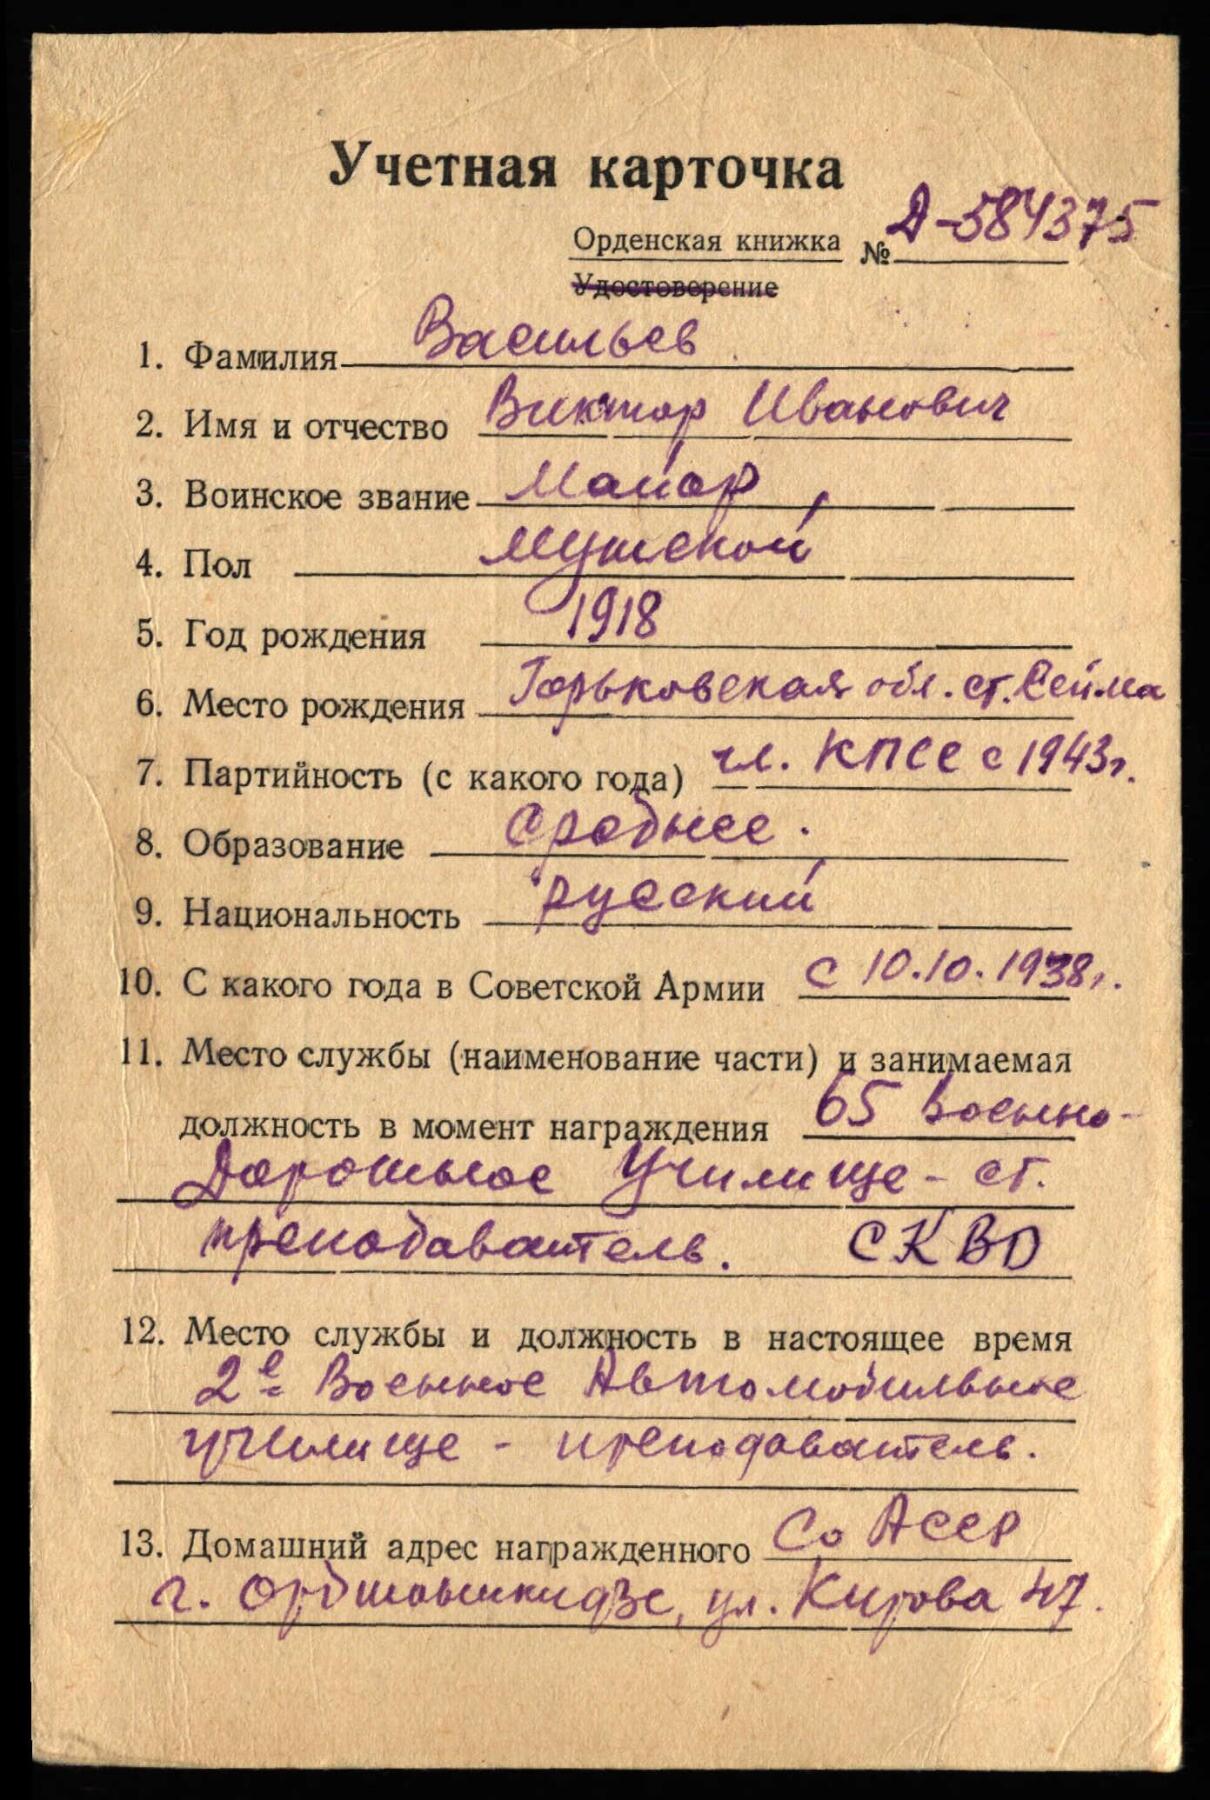 Учетная карточка
Орденская книжка № Д-584375
Удостоверение
1. Фамилия Васильев
2. Имя и отчество Виктор Иванович
3. Воинское звание Майор
4. Пол Мужской
5. Год рождения 1918
6. Место рождения Горьковская обл. ст. Сейма
7. Партийность (с какого года) чл. КПСС с 1943 г.
8. Образование Среднее.
9. Национальность русский
10. С какого года в Советской Армии с 10.10.1938 г.
11. Место службы (наименование части) и занимаемая
должность в момент награждения 65 Военно-
Дорожное Училище - ст.
преподаватель. СКВО
12. Место службы и должность в настоящее время
2е Военное Автомобильное
училище - преподаватель.
13. Домашний адрес награжденного Со АССР
г. Орджоникидзе, ул. Кирова 47.